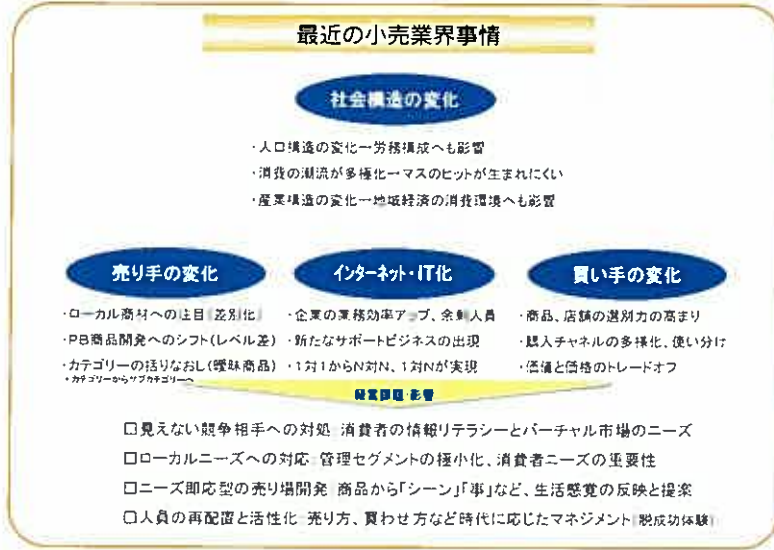 最近の小売業界事情
社会構造の変化
・人口構造の変化→労務構成へも影響
・消費の潮流が多極化→マスのヒットが生まれにくい
・産業構造の変化→地域経済の消費環境へも影響
売り手の変化
・ローカル商材への注目(差別化)
・PB商品開発へのシフト(レベル差)
・カテゴリーの括りなおし(曖昧商品)
・カテゴリーからサブカテゴリーへ
インターネット・IT化
・企業の業務効率アップ、余剰人員
・新たなサポートビジネスの出現
・1対1からN対N、1対Nが実現
買い手の変化
・商品、店舗の選別力の高まり
・購入チャネルの多様化、使い分け
・価値と価格のトレードオフ
経営課題・影響
□見えない競争相手への対処:消費者の情報リテラシーとバーチャル市場のニーズ
□ローカルニーズへの対応:管理セグメントの極小化、消費者ニーズの重要性
□ニーズ即応型の売り場開発:商品から「シーン」「事」など、生活感覚の反映と提案
□人員の再配置と活性化:売り方、買わせ方など時代に応じたマネジメント(脱成功体験)